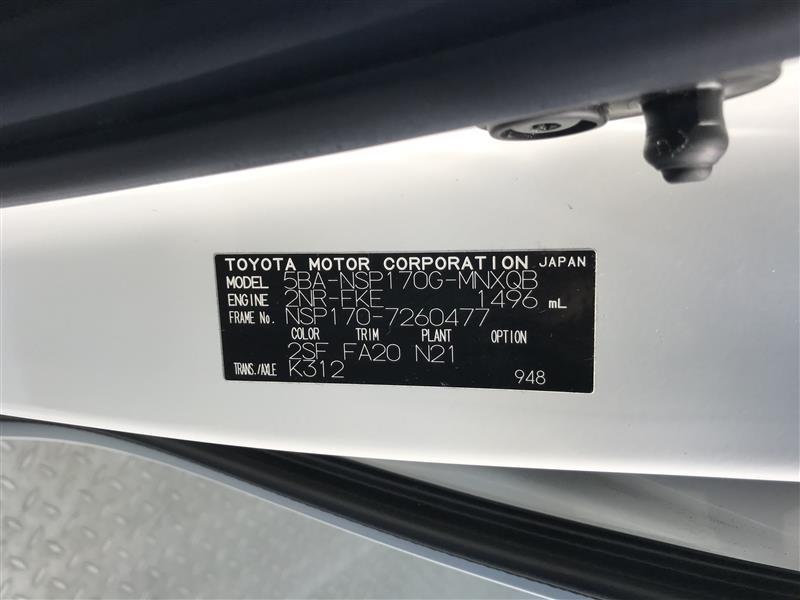 TOYOTA MOTOR CORPORATION JAPAN
MODEL 5BA-NSP170G-MNXQB
ENGINE 2NR-FKE 1496 mL
FRAME No. NSP170-7260477
COLOR TRIM PLANT OPTION
2SF FA20 N21
TRANS./AXLE K312 948